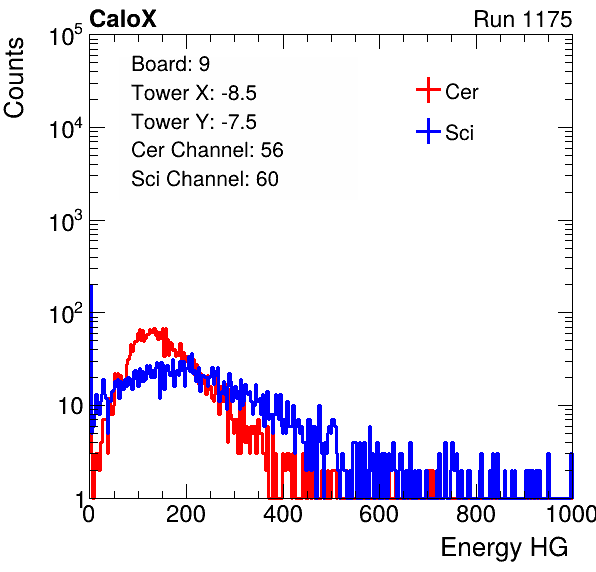 CaloX Run 1175
Counts
10^5
10^4
10^3
10^2
10
1
Board: 9
Tower X: -8.5
Tower Y: -7.5
Cer Channel: 56
Sci Channel: 60
Cer
Sci
0 200 400 600 800 1000
Energy HG